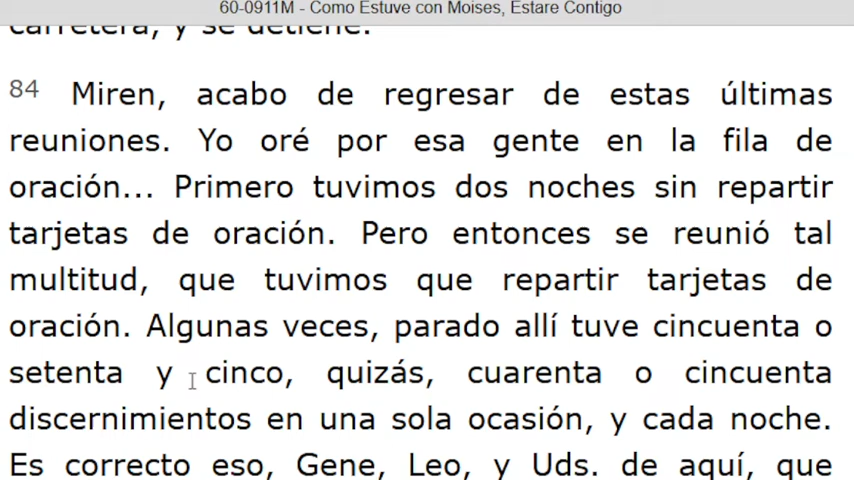 60-0911M - Como Estuve con Moises, Estare Contigo
carretera, y se detiene.
84 Miren, acabo de regresar de estas últimas
reuniones. Yo oré por esa gente en la fila de
oración... Primero tuvimos dos noches sin repartir
tarjetas de oración. Pero entonces se reunió tal
multitud, que tuvimos que repartir tarjetas de
oración. Algunas veces, parado allí tuve cincuenta o
setenta y cinco, quizás, cuarenta o cincuenta
discernimientos en una sola ocasión, y cada noche.
Es correcto eso, Gene, Leo, y Uds. de aquí, que